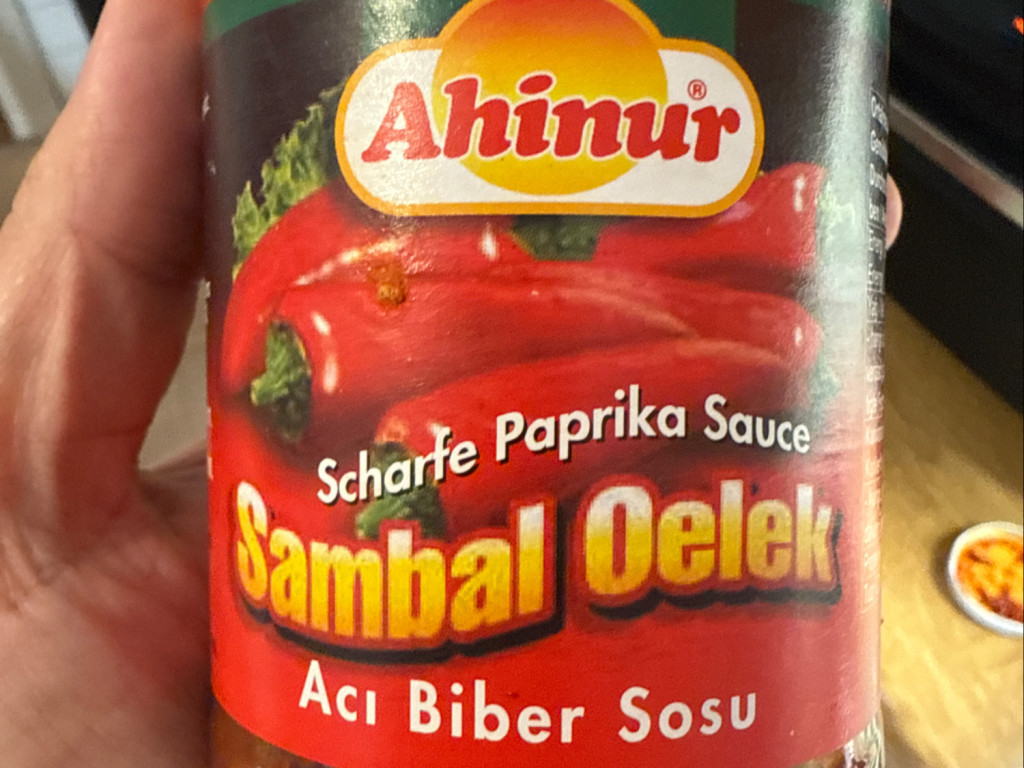 Ahinur®
Scharfe Paprika Sauce
Sambal Oelek
Acı Biber Sosu